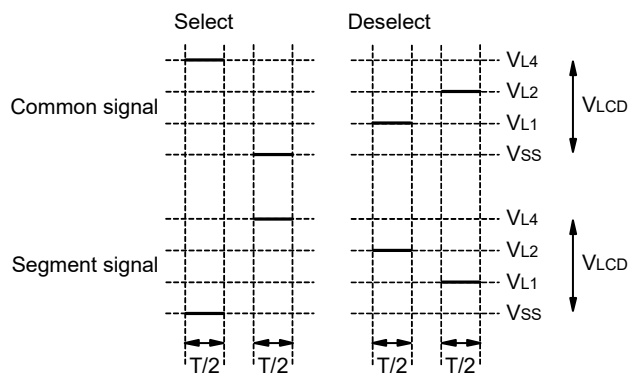 Select Deselect
Common signal
VL4
VL2
VL1
VSS
VLCD
Segment signal
VL4
VL2
VL1
VSS
VLCD
T/2 T/2 T/2 T/2